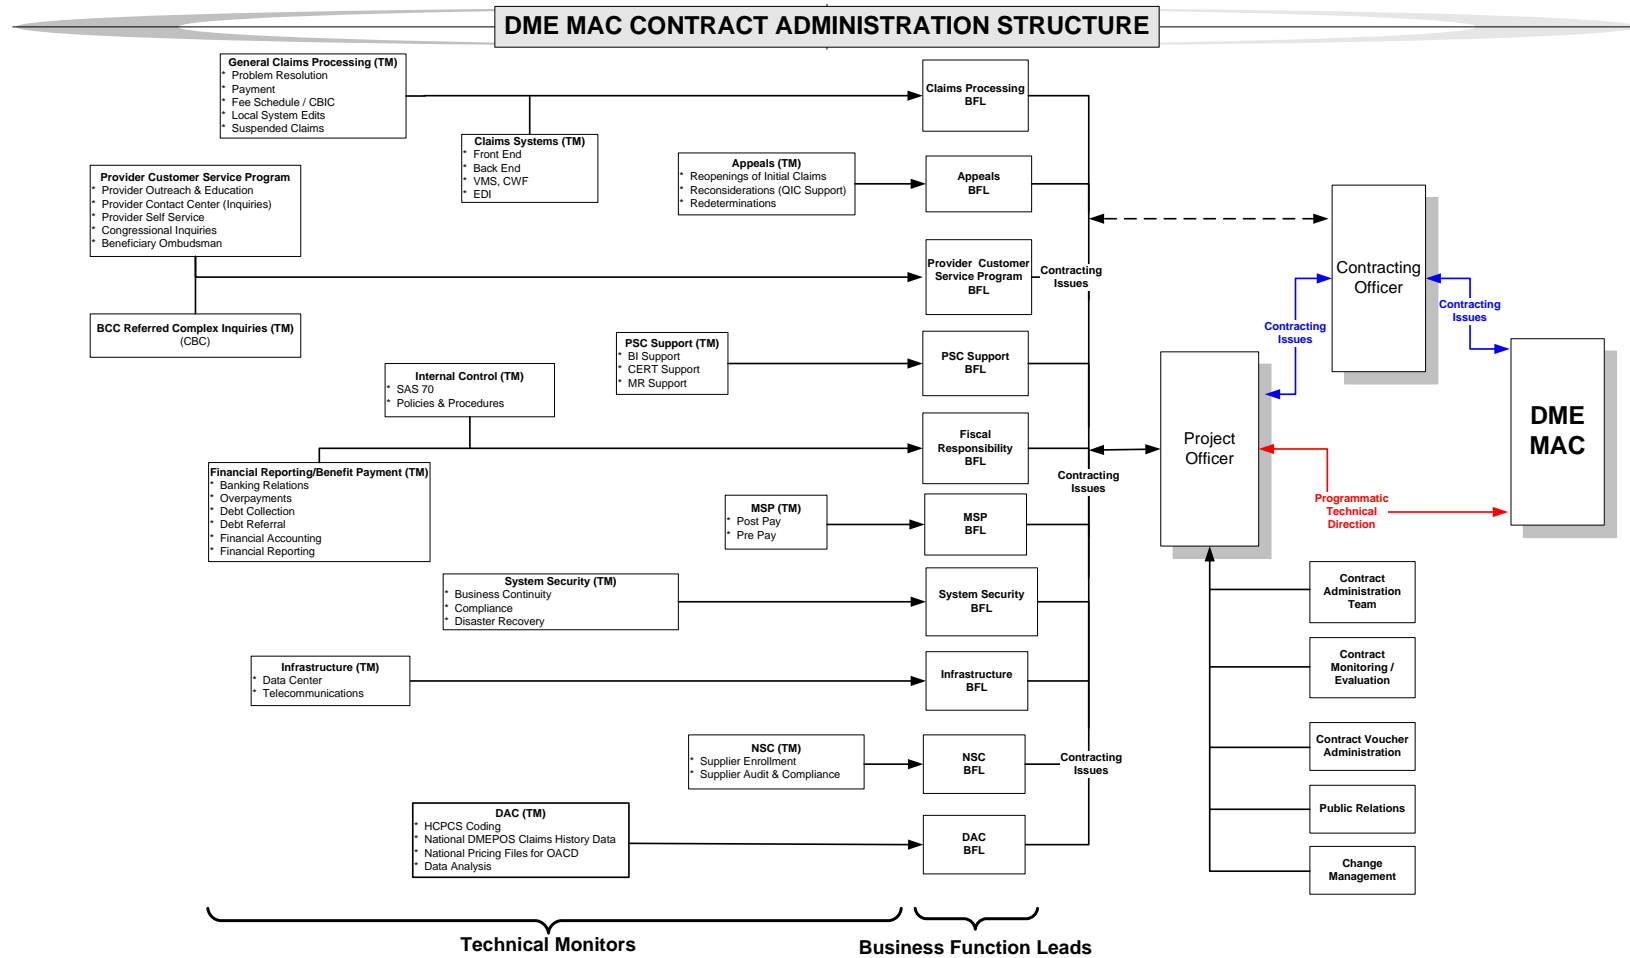 DME MAC CONTRACT ADMINISTRATION STRUCTURE
General Claims Processing (TM)
* Problem Resolution
* Payment
* Fee Schedule / CBIC
* Local System Edits
* Suspended Claims
Claims Processing
BFL
Claims Systems (TM)
* Front End
* Back End
* VMS, CWF
* EDI
Appeals (TM)
* Reopenings of Initial Claims
* Reconsiderations (QIC Support)
* Redeterminations
Appeals
BFL
Provider Customer Service Program
* Provider Outreach & Education
* Provider Contact Center (Inquiries)
* Provider Self Service
* Congressional Inquiries
* Beneficiary Ombudsman
Provider Customer
Service Program
BFL
Contracting
Issues
BCC Referred Complex Inquiries (TM)
(CBC)
PSC Support (TM)
* BI Support
* CERT Support
* MR Support
PSC Support
BFL
Internal Control (TM)
* SAS 70
* Policies & Procedures
Fiscal
Responsibility
BFL
Financial Reporting/Benefit Payment (TM)
* Banking Relations
* Overpayments
* Debt Collection
* Debt Referral
* Financial Accounting
* Financial Reporting
Contracting
Issues
MSP (TM)
* Post Pay
* Pre Pay
MSP
BFL
System Security (TM)
* Business Continuity
* Compliance
* Disaster Recovery
System Security
BFL
Infrastructure (TM)
* Data Center
* Telecommunications
Infrastructure
BFL
NSC (TM)
* Supplier Enrollment
* Supplier Audit & Compliance
NSC
BFL
Contracting
Issues
DAC (TM)
* HCPCS Coding
* National DMEPOS Claims History Data
* National Pricing Files for OACD
* Data Analysis
DAC
BFL
Contracting
Officer
Contracting
Issues
Contracting
Issues
Project
Officer
DME
MAC
Programmatic
Technical
Direction
Contract
Administration
Team
Contract
Monitoring /
Evaluation
Contract Voucher
Administration
Public Relations
Change
Management
Technical Monitors
Business Function Leads